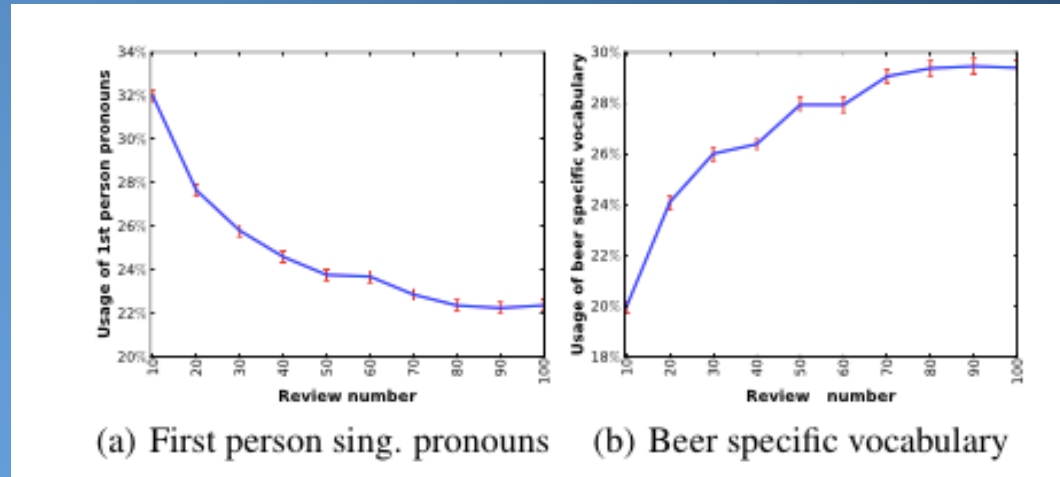 Usage of 1st person pronouns
34%
32%
28%
26%
24%
22%
20%
10 20 30 40 50 60 70 80 90 100
Review number
(a) First person sing. pronouns
Usage of beer specific vocabulary
30%
28%
26%
24%
22%
20%
18%
10 20 30 40 50 60 70 80 90 100
Review number
(b) Beer specific vocabulary